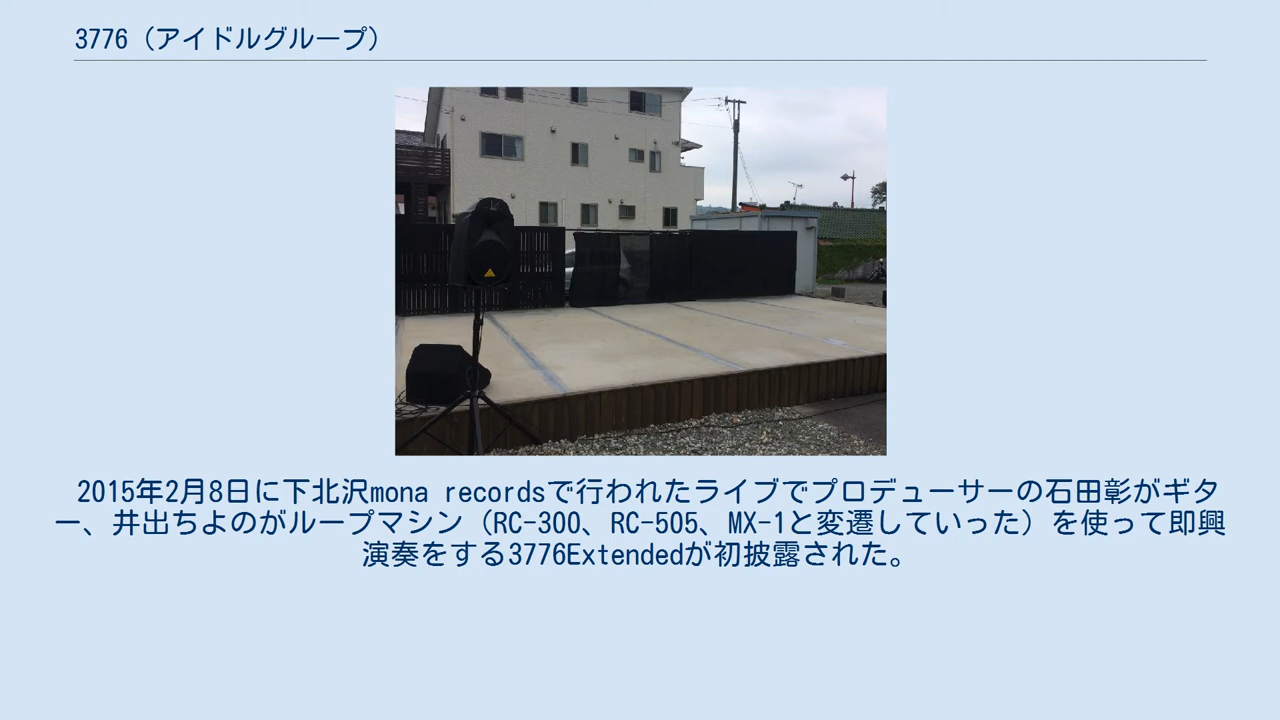 3776（アイドルグループ）
2015年2月8日に下北沢mona recordsで行われたライブでプロデューサーの石田彰がギタ
ー、井出ちよのがループマシン（RC-300、RC-505、MX-1と変遷していった）を使って即興
演奏をする3776Extendedが初披露された。